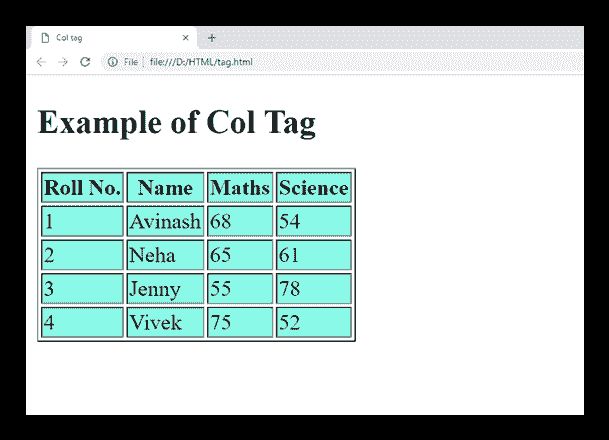 Col tag
File file:///D:/HTML/tag.html
Example of Col Tag
Roll No. Name Maths Science
1 Avinash 68 54
2 Neha 65 61
3 Jenny 55 78
4 Vivek 75 52